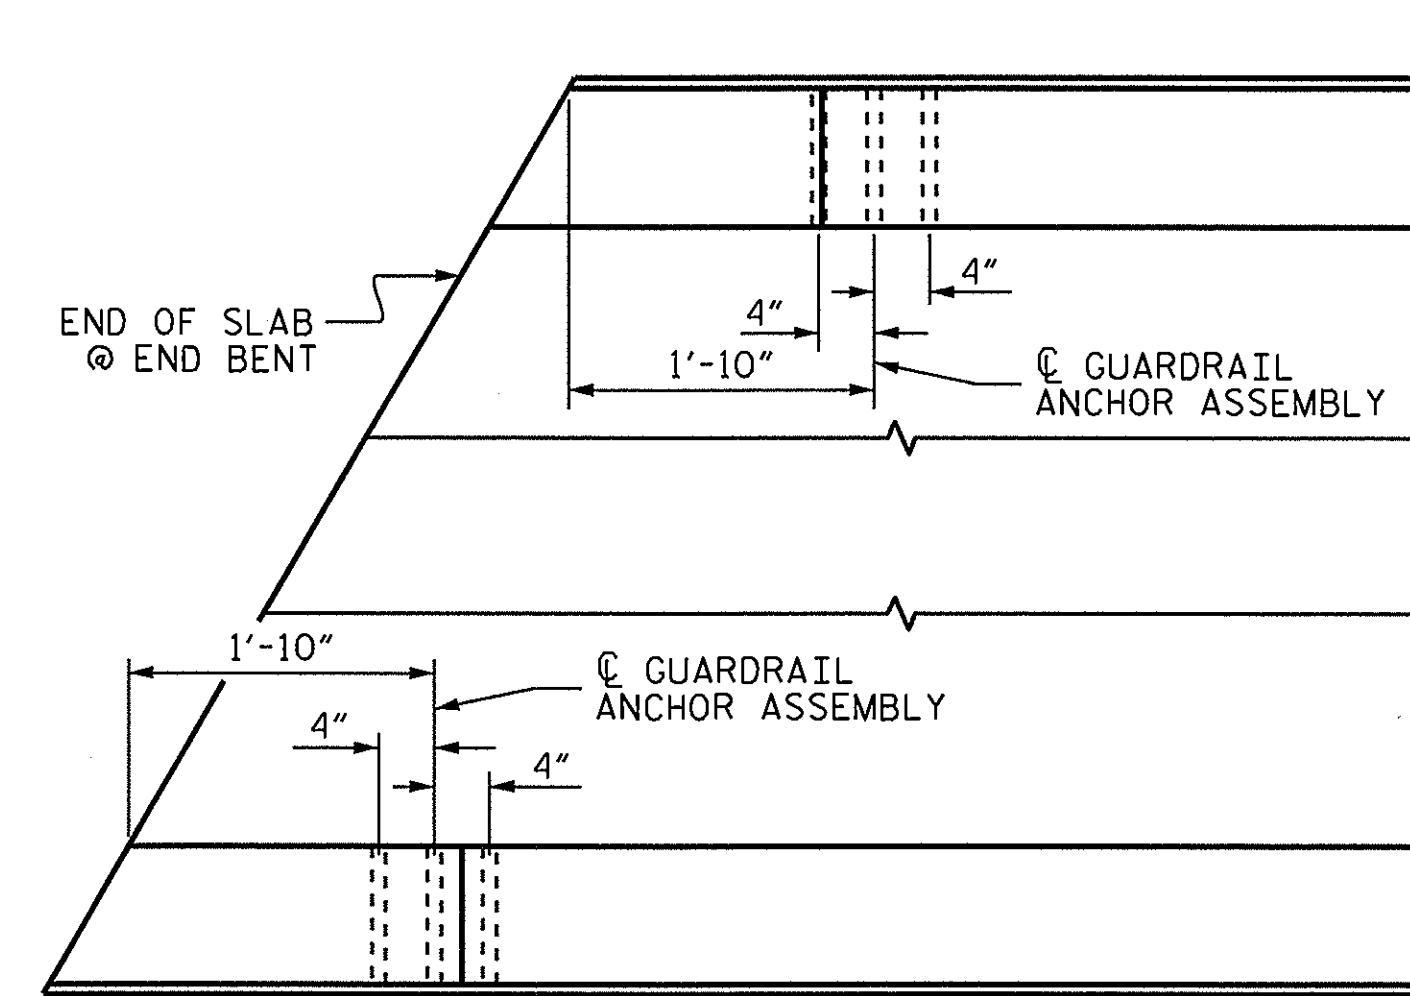 4"
END OF SLAB
@ END BENT
4"
1'-10"
℄ GUARDRAIL
ANCHOR ASSEMBLY
1'-10"
℄ GUARDRAIL
ANCHOR ASSEMBLY
4"
4"